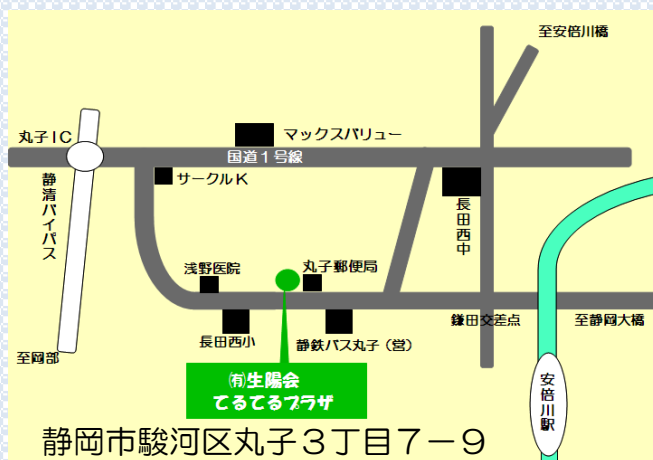 至安倍川橋
丸子IC
マックスバリュー
国道1号線
静清バイパス
サークルK
長田西中
浅野医院
丸子郵便局
長田西小
静鉄バス丸子(営)
鎌田交差点
至静岡大橋
至岡部
安倍川駅
㈲生陽会
てるてるプラザ
静岡市駿河区丸子3丁目7-9